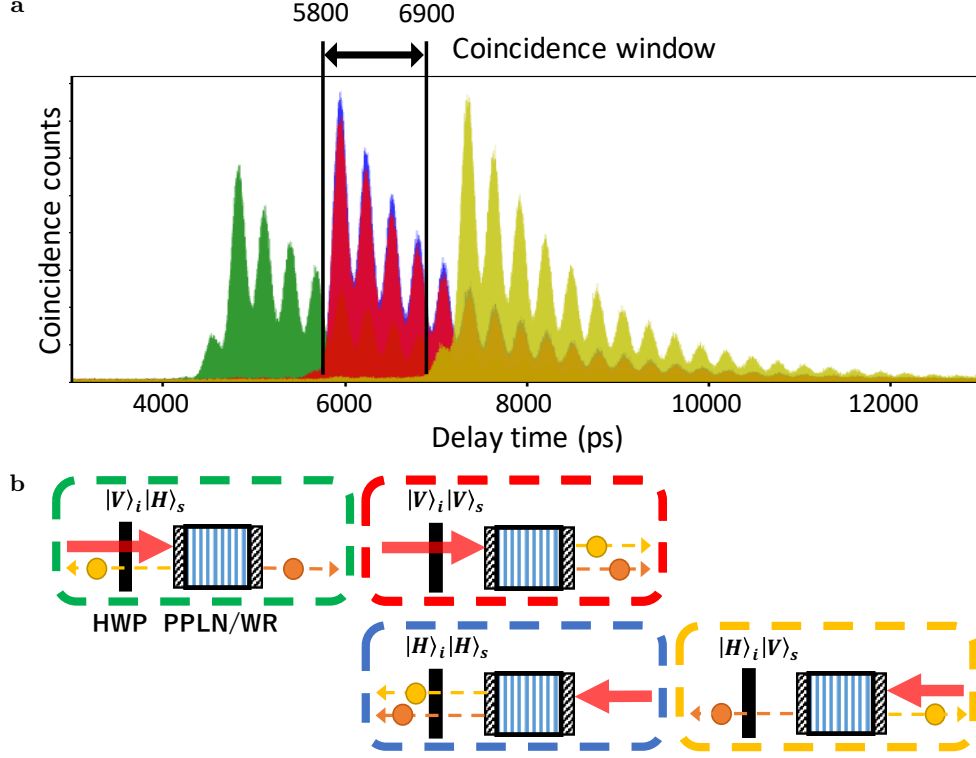 a
5800 6900
Coincidence window
Coincidence counts
4000 6000 8000 10000 12000
Delay time (ps)
b
|V⟩ᵢ|H⟩ₛ |V⟩ᵢ|V⟩ₛ
HWP PPLN/WR
|H⟩ᵢ|H⟩ₛ |H⟩ᵢ|V⟩ₛ